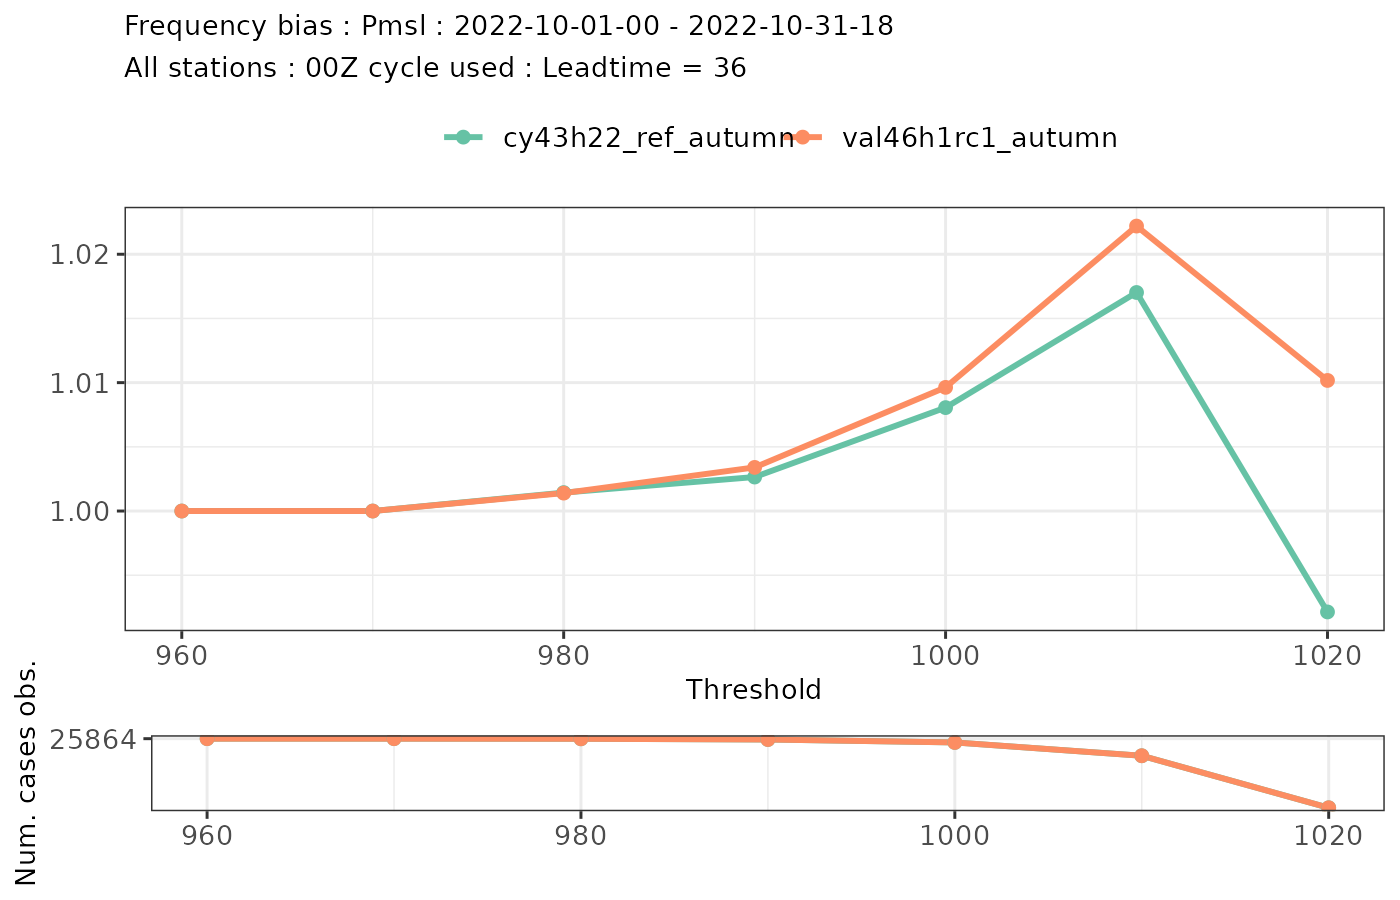 Frequency bias : Pmsl : 2022-10-01-00 - 2022-10-31-18
All stations : 00Z cycle used : Leadtime = 36
cy43h22_ref_autumn val46h1rc1_autumn
1.02
1.01
1.00
960 980 1000 1020
Threshold
Num. cases obs.
25864
960 980 1000 1020